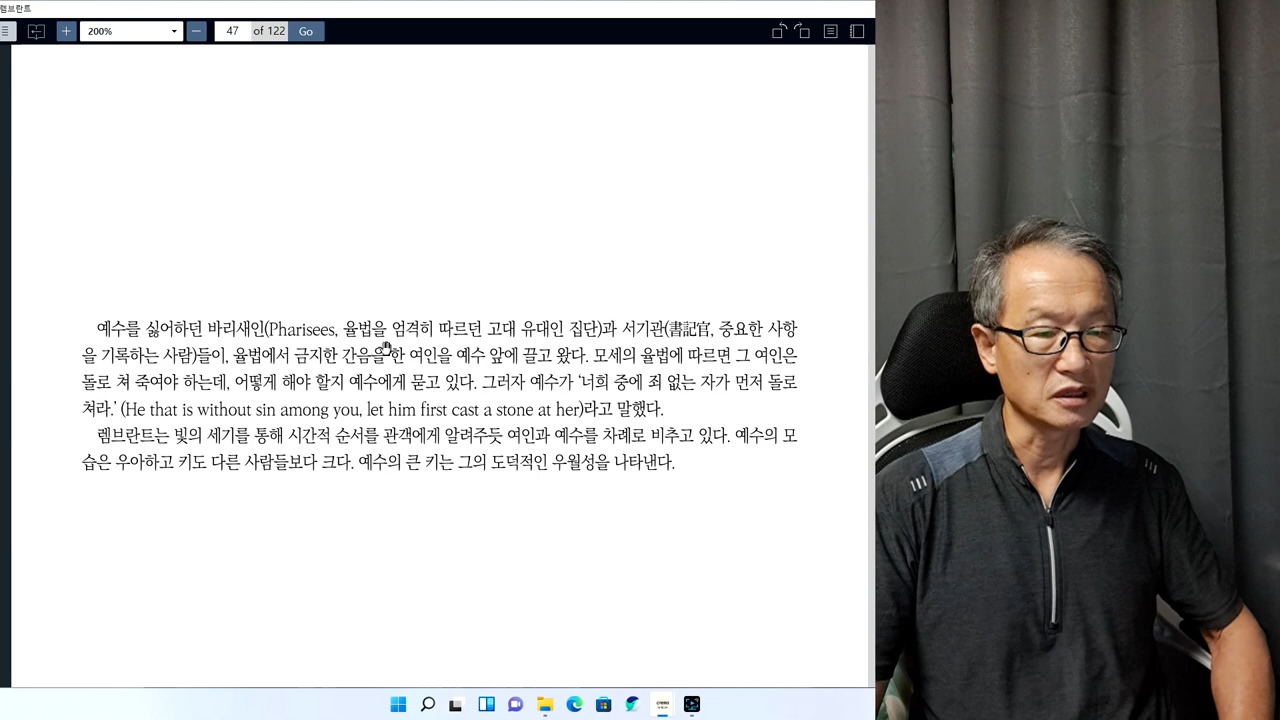 렘브란트
200%
47 of 122 Go
예수를 싫어하던 바리새인(Pharisees, 율법을 엄격히 따르던 고대 유대인 집단)과 서기관(書記官, 중요한 사항
을 기록하는 사람)들이, 율법에서 금지한 간음을 한 여인을 예수 앞에 끌고 왔다. 모세의 율법에 따르면 그 여인은
돌로 쳐 죽여야 하는데, 어떻게 해야 할지 예수에게 묻고 있다. 그러자 예수가 ‘너희 중에 죄 없는 자가 먼저 돌로
쳐라.’ (He that is without sin among you, let him first cast a stone at her)라고 말했다.
렘브란트는 빛의 세기를 통해 시간적 순서를 관객에게 알려주듯 여인과 예수를 차례로 비추고 있다. 예수의 모
습은 우아하고 키도 다른 사람들보다 크다. 예수의 큰 키는 그의 도덕적인 우월성을 나타낸다.